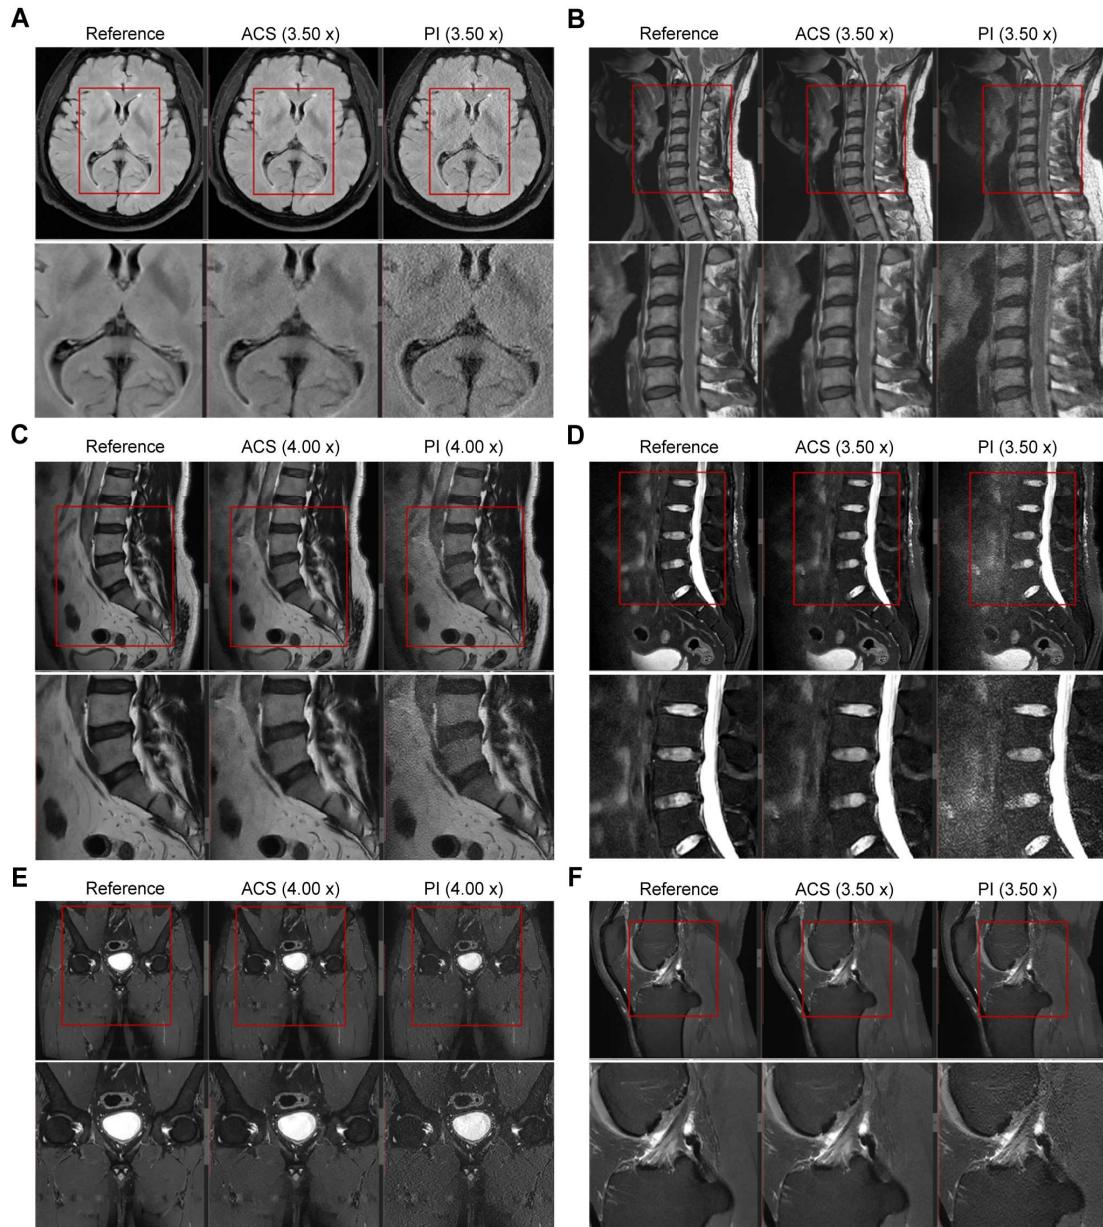 A
Reference ACS (3.50 x) PI (3.50 x)
B
Reference ACS (3.50 x) PI (3.50 x)
C
Reference ACS (4.00 x) PI (4.00 x)
D
Reference ACS (3.50 x) PI (3.50 x)
E
Reference ACS (4.00 x) PI (4.00 x)
F
Reference ACS (3.50 x) PI (3.50 x)